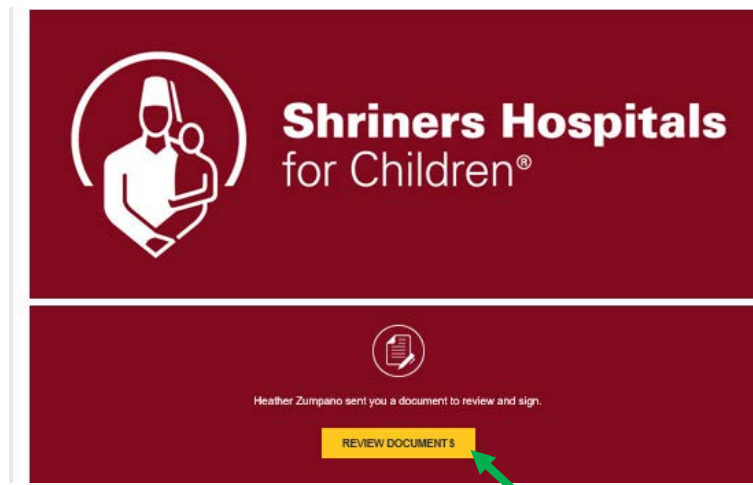 Shriners Hospitals
for Children®
Heather Zumpano sent you a document to review and sign.
REVIEW DOCUMENTS